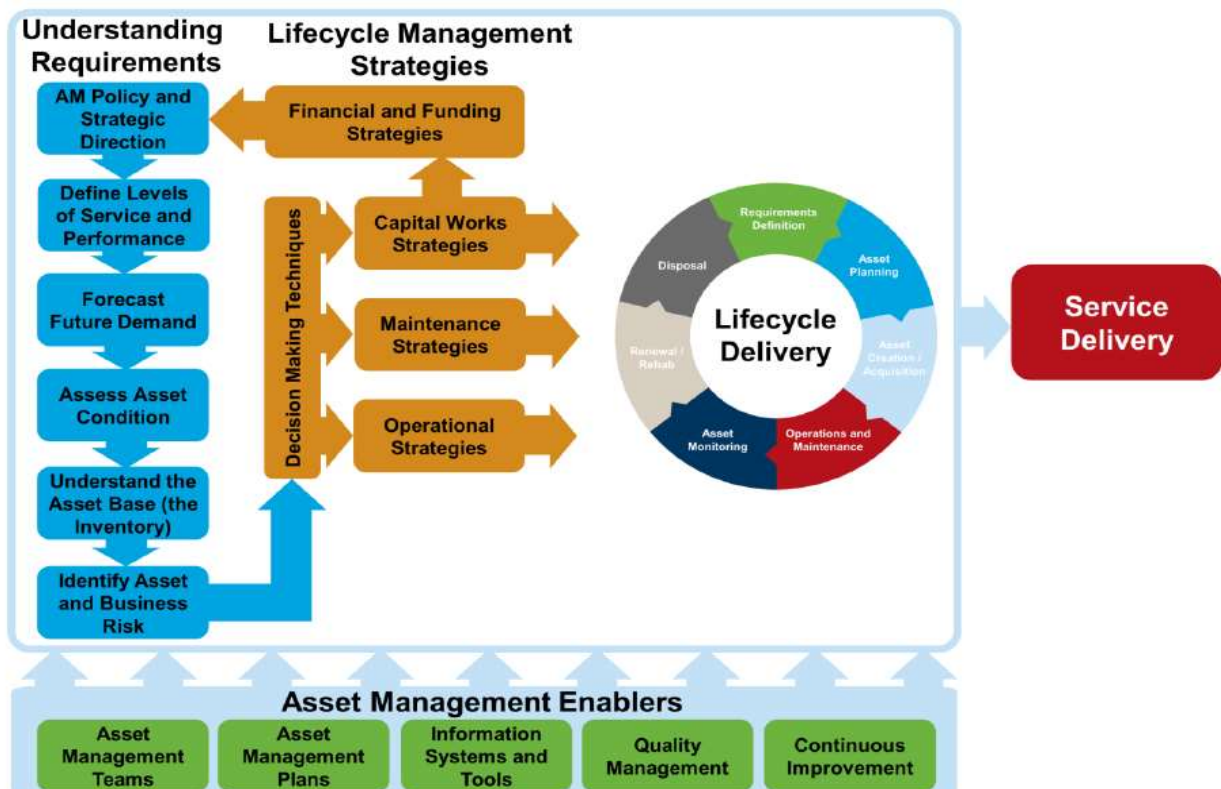 Understanding
Requirements
AM Policy and
Strategic
Direction
Define Levels
of Service and
Performance
Forecast
Future Demand
Assess Asset
Condition
Understand the
Asset Base (the
Inventory)
Identify Asset
and Business
Risk
Lifecycle Management
Strategies
Financial and Funding
Strategies
Decision Making Techniques
Capital Works
Strategies
Maintenance
Strategies
Operational
Strategies
Lifecycle
Delivery
Requirements
Definition
Asset
Planning
Asset
Creation /
Acquisition
Operations and
Maintenance
Asset
Monitoring
Renewal /
Rehab
Disposal
Service
Delivery
Asset Management Enablers
Asset
Management
Teams
Asset
Management
Plans
Information
Systems and
Tools
Quality
Management
Continuous
Improvement